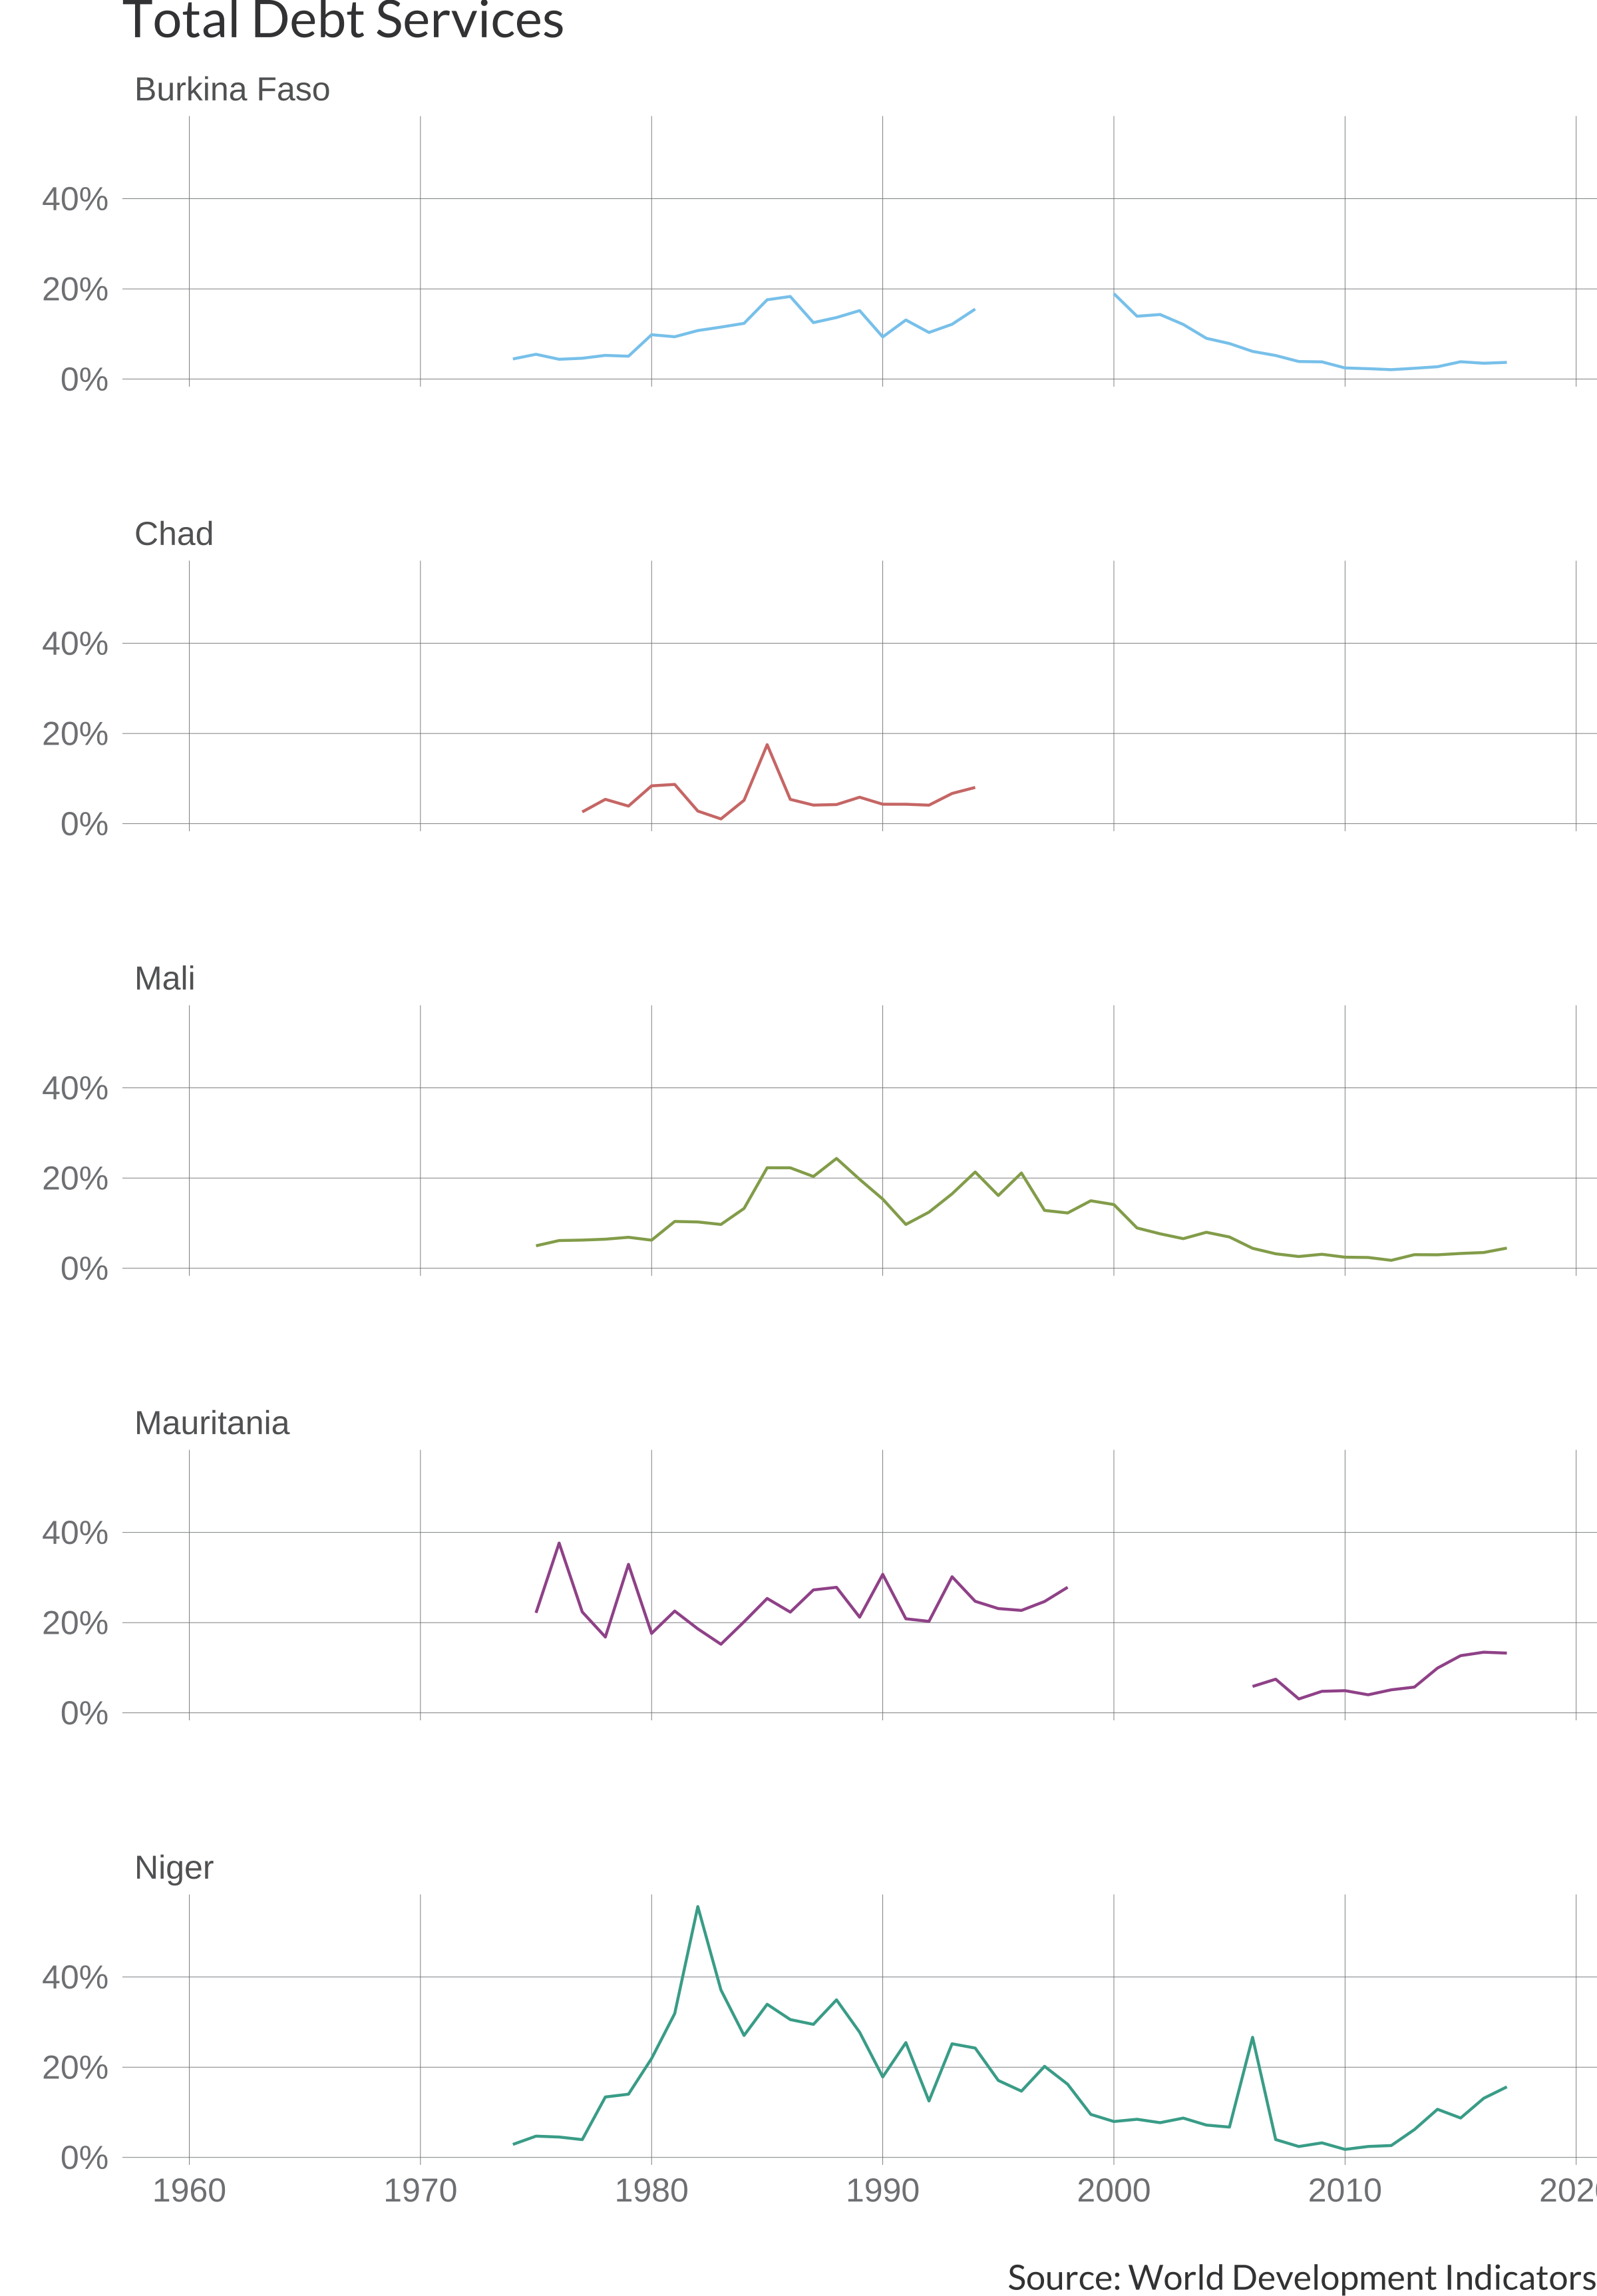 Total Debt Services
Burkina Faso
40%
20%
0%
Chad
40%
20%
0%
Mali
40%
20%
0%
Mauritania
40%
20%
0%
Niger
40%
20%
0%
1960 1970 1980 1990 2000 2010 2020
Source: World Development Indicators